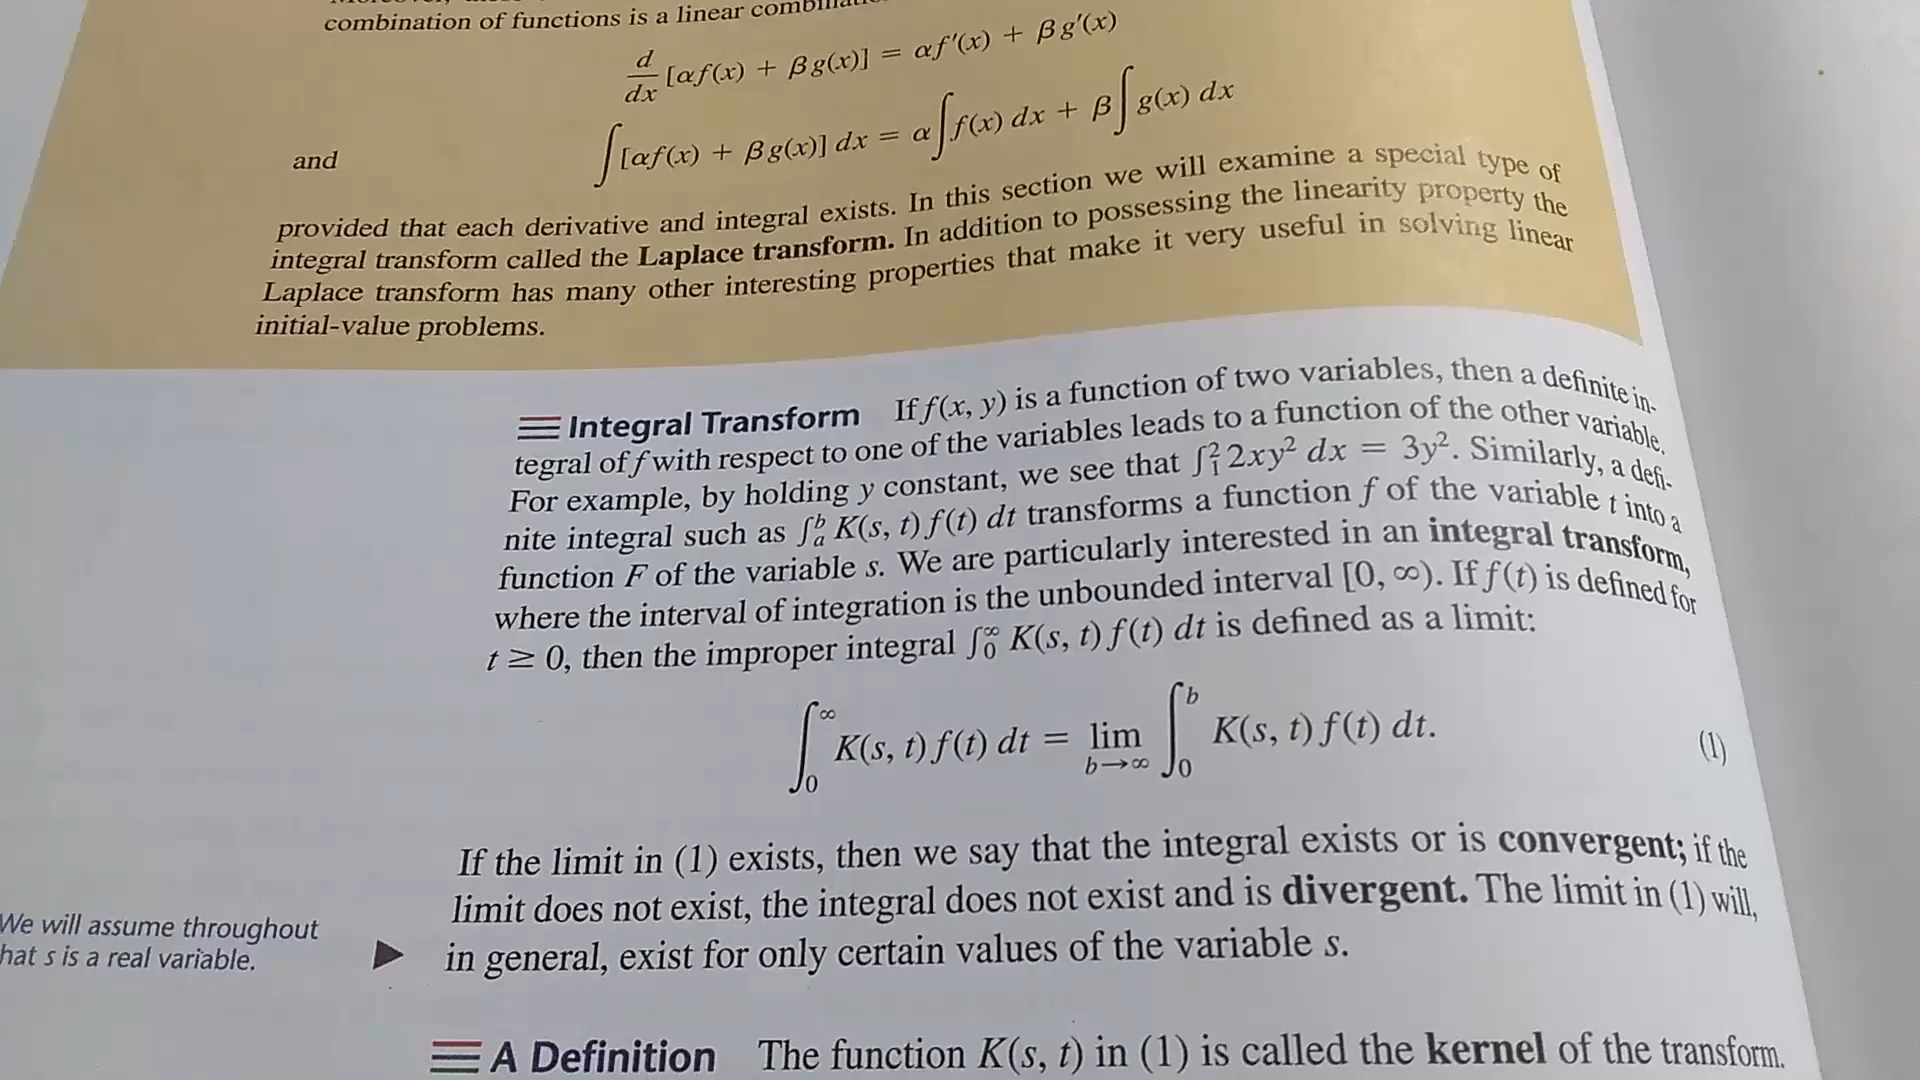 combination of functions is a linear
d/dx [αf(x) + βg(x)] = αf′(x) + βg′(x)
and ∫[αf(x) + βg(x)] dx = α∫f(x) dx + β∫g(x) dx
provided that each derivative and integral exists. In this section we will examine a special type of
integral transform called the Laplace transform. In addition to possessing the linearity property the
Laplace transform has many other interesting properties that make it very useful in solving linear
initial-value problems.
Integral Transform If f(x, y) is a function of two variables, then a definite in-
tegral of f with respect to one of the variables leads to a function of the other variable.
For example, by holding y constant, we see that ∫₁² 2xy² dx = 3y². Similarly, a defi-
nite integral such as ∫ₐᵇ K(s, t) f(t) dt transforms a function f of the variable t into a
function F of the variable s. We are particularly interested in an integral transform,
where the interval of integration is the unbounded interval [0, ∞). If f(t) is defined for
t ≥ 0, then the improper integral ∫₀^∞ K(s, t) f(t) dt is defined as a limit:
∫₀^∞ K(s, t) f(t) dt = lim b→∞ ∫₀ᵇ K(s, t) f(t) dt. (1)
If the limit in (1) exists, then we say that the integral exists or is convergent; if the
limit does not exist, the integral does not exist and is divergent. The limit in (1) will,
in general, exist for only certain values of the variable s.
We will assume throughout
hat s is a real variable.
A Definition The function K(s, t) in (1) is called the kernel of the transform.